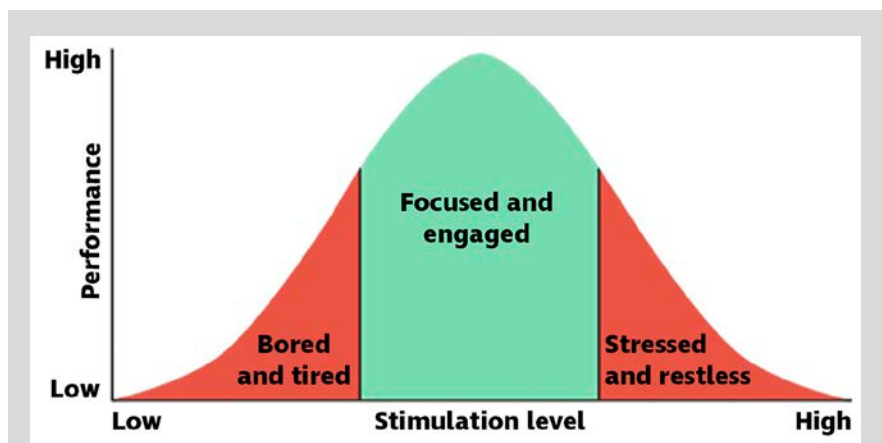 High
Performance
Focused and
engaged
Bored
and tired
Stressed
and restless
Low
Low
Stimulation level
High